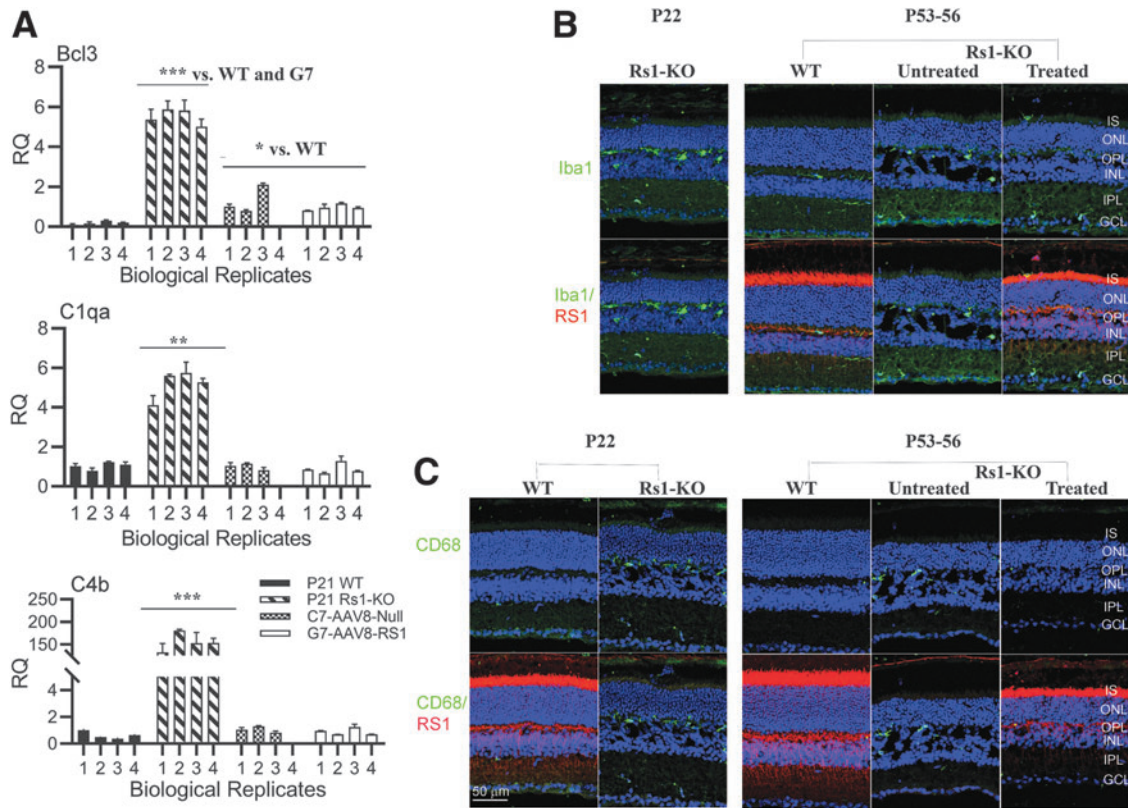 A
Bcl3
8
6
4
2
0
RQ
*** vs. WT and G7
* vs. WT
1 2 3 4 1 2 3 4 1 2 3 4 1 2 3 4
Biological Replicates
C1qa
8
6
4
2
0
RQ
**
1 2 3 4 1 2 3 4 1 2 3 4 1 2 3 4
Biological Replicates
C4b
250
200
150
100
4
2
0
RQ
***
P21 WT
P21 Rs1-KO
C7-AAV8-Null
G7-AAV8-RS1
1 2 3 4 1 2 3 4 1 2 3 4 1 2 3 4
Biological Replicates
B
P22
P53-56
Rs1-KO
Rs1-KO
WT
Untreated
Treated
Iba1
IS
ONL
OPL
INL
IPL
GCL
Iba1/
RS1
IS
ONL
OPL
INL
IPL
GCL
C
P22
P53-56
WT
Rs1-KO
Rs1-KO
WT
Untreated
Treated
CD68
IS
ONL
OPL
INL
IPL
GCL
CD68/
RS1
IS
ONL
OPL
INL
IPL
GCL
50 µm